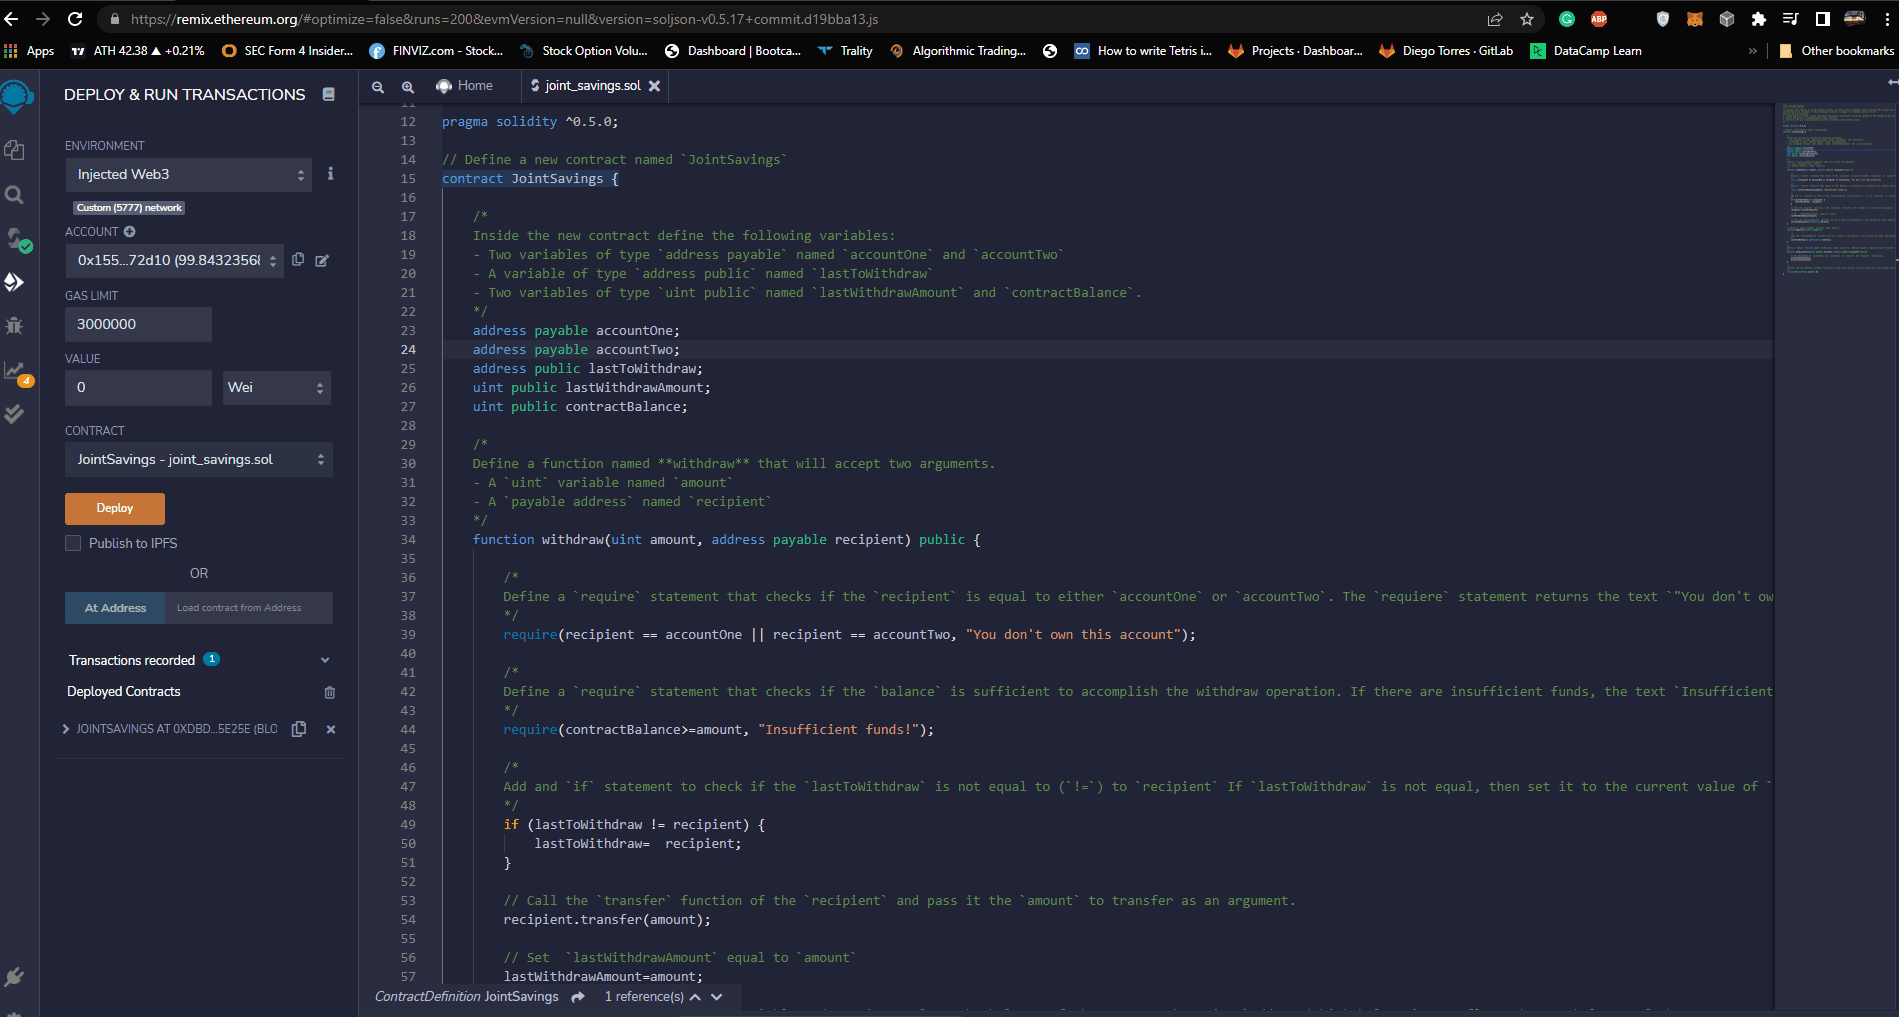 https://remix.ethereum.org/#optimize=false&runs=200&evmVersion=null&version=soljson-v0.5.17+commit.d19bba13.js
ABP
Apps
ATH 42.38 ▲ +0.21%
SEC Form 4 Insider...
FINVIZ.com - Stock...
Stock Option Volu...
Dashboard | Bootca...
Trality
Algorithmic Trading...
How to write Tetris i...
Projects · Dashboar...
Diego Torres · GitLab
DataCamp Learn
»
Other bookmarks
DEPLOY & RUN TRANSACTIONS
ENVIRONMENT
Injected Web3
Custom (5777) network
ACCOUNT
0x155...72d10 (99.8432356
GAS LIMIT
3000000
VALUE
0
Wei
4
CONTRACT
JointSavings - joint_savings.sol
Deploy
Publish to IPFS
OR
At Address
Load contract from Address
Transactions recorded 1
Deployed Contracts
JOINTSAVINGS AT 0XDBD...5E25E (BLO
Home
joint_savings.sol
11
12 pragma solidity ^0.5.0;
13
14 // Define a new contract named `JointSavings`
15 contract JointSavings {
16
17 /*
18 Inside the new contract define the following variables:
19 - Two variables of type `address payable` named `accountOne` and `accountTwo`
20 - A variable of type `address public` named `lastToWithdraw`
21 - Two variables of type `uint public` named `lastWithdrawAmount` and `contractBalance`.
22 */
23 address payable accountOne;
24 address payable accountTwo;
25 address public lastToWithdraw;
26 uint public lastWithdrawAmount;
27 uint public contractBalance;
28
29 /*
30 Define a function named **withdraw** that will accept two arguments.
31 - A `uint` variable named `amount`
32 - A `payable address` named `recipient`
33 */
34 function withdraw(uint amount, address payable recipient) public {
35
36 /*
37 Define a `require` statement that checks if the `recipient` is equal to either `accountOne` or `accountTwo`. The `requiere` statement returns the text `"You don't ow
38 */
39 require(recipient == accountOne || recipient == accountTwo, "You don't own this account");
40
41 /*
42 Define a `require` statement that checks if the `balance` is sufficient to accomplish the withdraw operation. If there are insufficient funds, the text `Insufficient
43 */
44 require(contractBalance>=amount, "Insufficient funds!");
45
46 /*
47 Add and `if` statement to check if the `lastToWithdraw` is not equal to (`!=`) to `recipient` If `lastToWithdraw` is not equal, then set it to the current value of `
48 */
49 if (lastToWithdraw != recipient) {
50 lastToWithdraw=  recipient;
51 }
52
53 // Call the `transfer` function of the `recipient` and pass it the `amount` to transfer as an argument.
54 recipient.transfer(amount);
55
56 // Set  `lastWithdrawAmount` equal to `amount`
57 lastWithdrawAmount=amount;
ContractDefinition JointSavings
1 reference(s)